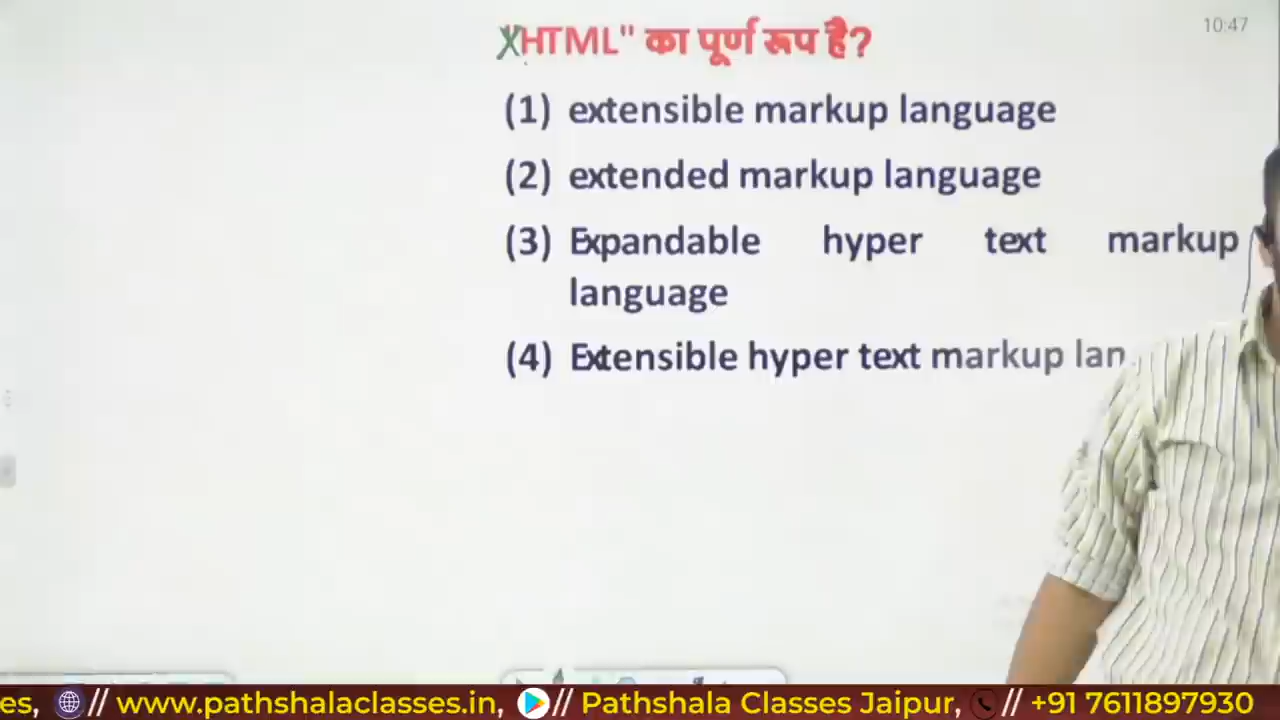 10:47
XHTML" का पूर्ण रूप है?
(1) extensible markup language
(2) extended markup language
(3) Expandable hyper text markup
language
(4) Extensible hyper text markup lan
es, // www.pathshalaclasses.in, // Pathshala Classes Jaipur, // +91 7611897930